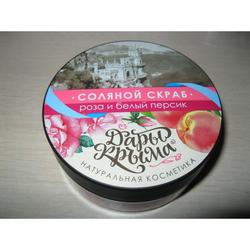 · СОЛЯНОЙ СКРАБ ·
роза и белый персик
Дары
Крыма®
НАТУРАЛЬНАЯ КОСМЕТИКА